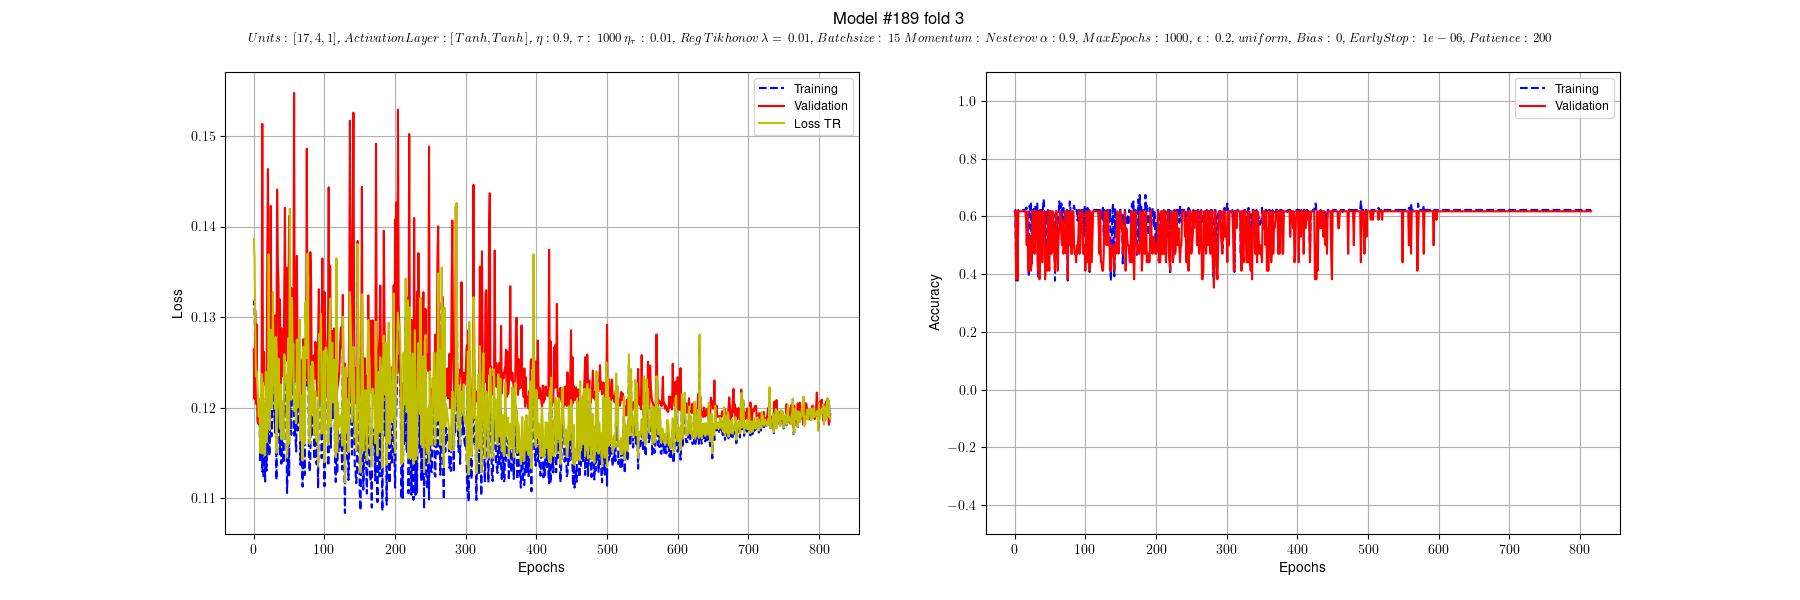 Model #189 fold 3
Units : [17, 4, 1], ActivationLayer : [Tanh, Tanh], η : 0.9, τ : 1000 ητ : 0.01, Reg Tikhonov λ = 0.01, Batchsize : 15 Momentum : Nesterov α : 0.9, MaxEpochs : 1000, ϵ : 0.2, uniform, Bias : 0, EarlyStop : 1e − 06, Patience : 200
Training
Validation
Loss TR
0.15
0.14
0.13
0.12
0.11
Loss
0 100 200 300 400 500 600 700 800
Epochs
Training
Validation
1.0
0.8
0.6
0.4
0.2
0.0
−0.2
−0.4
Accuracy
0 100 200 300 400 500 600 700 800
Epochs